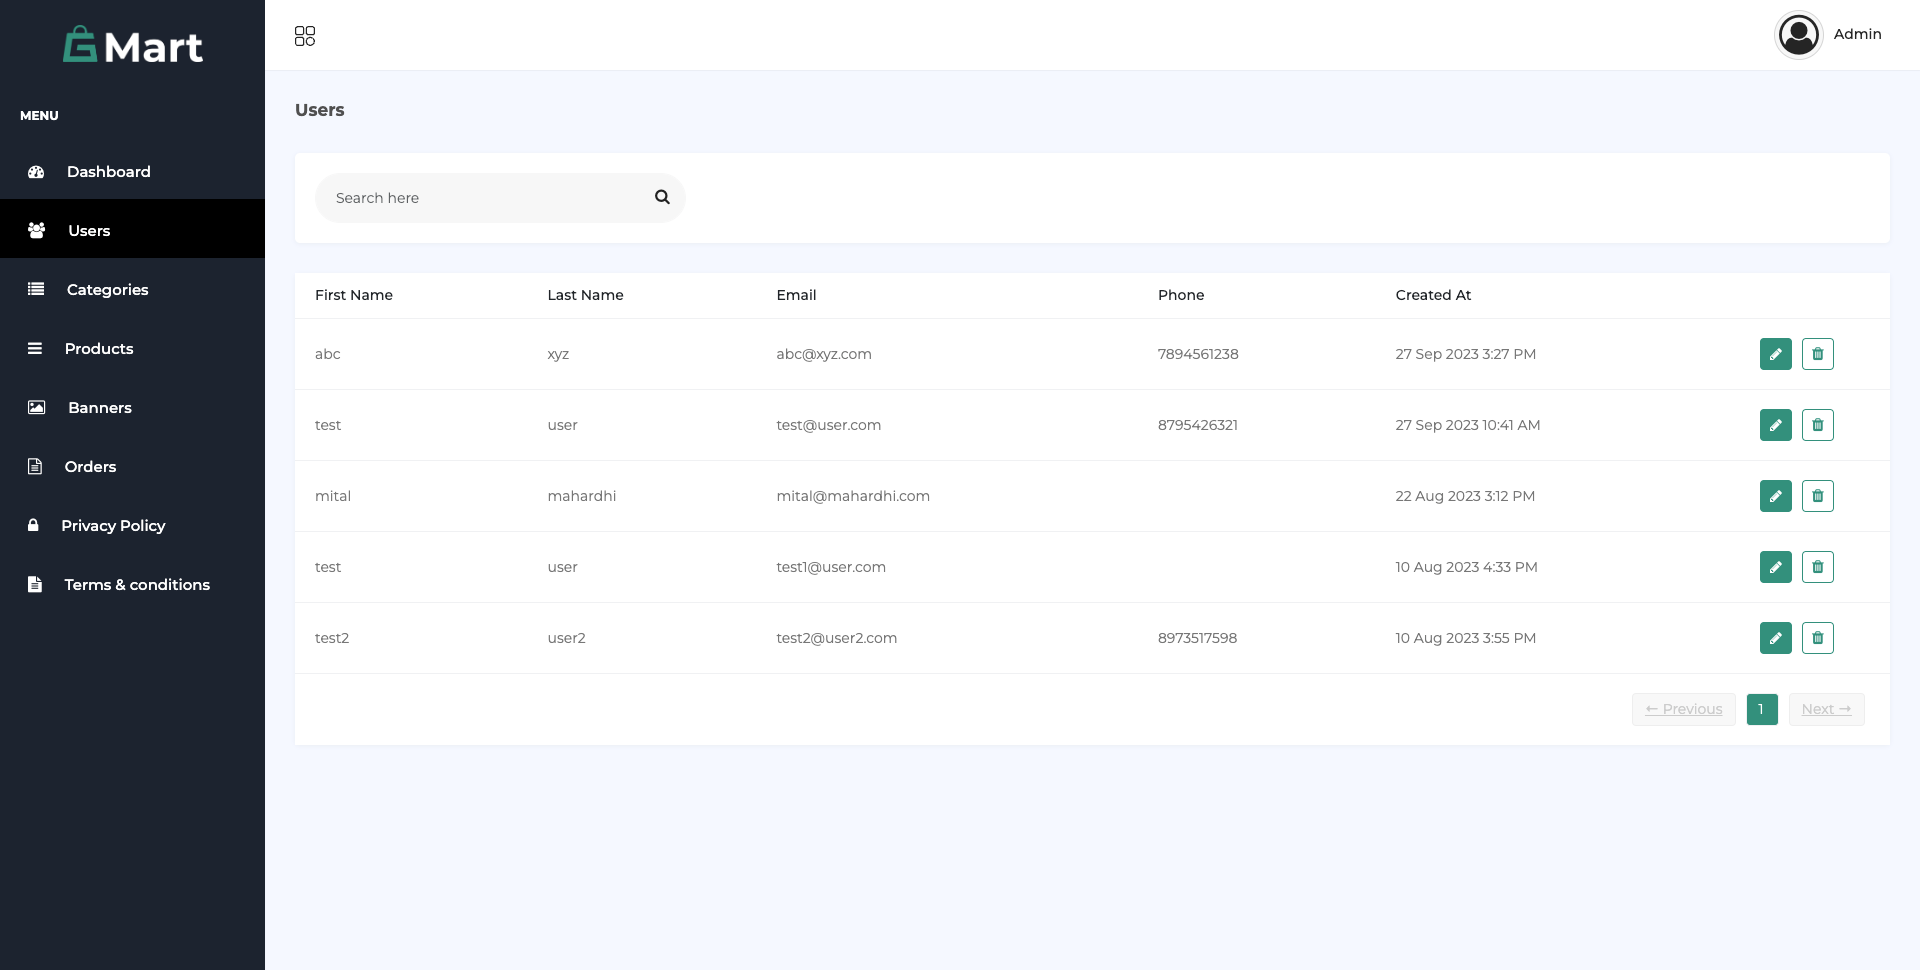 Mart
Admin
MENU
Dashboard
Users
Categories
Products
Banners
Orders
Privacy Policy
Terms & conditions
Users
Search here
First Name Last Name Email Phone Created At
abc xyz abc@xyz.com 7894561238 27 Sep 2023 3:27 PM
test user test@user.com 8795426321 27 Sep 2023 10:41 AM
mital mahardhi mital@mahardhi.com 22 Aug 2023 3:12 PM
test user test1@user.com 10 Aug 2023 4:33 PM
test2 user2 test2@user2.com 8973517598 10 Aug 2023 3:55 PM
← Previous 1 Next →